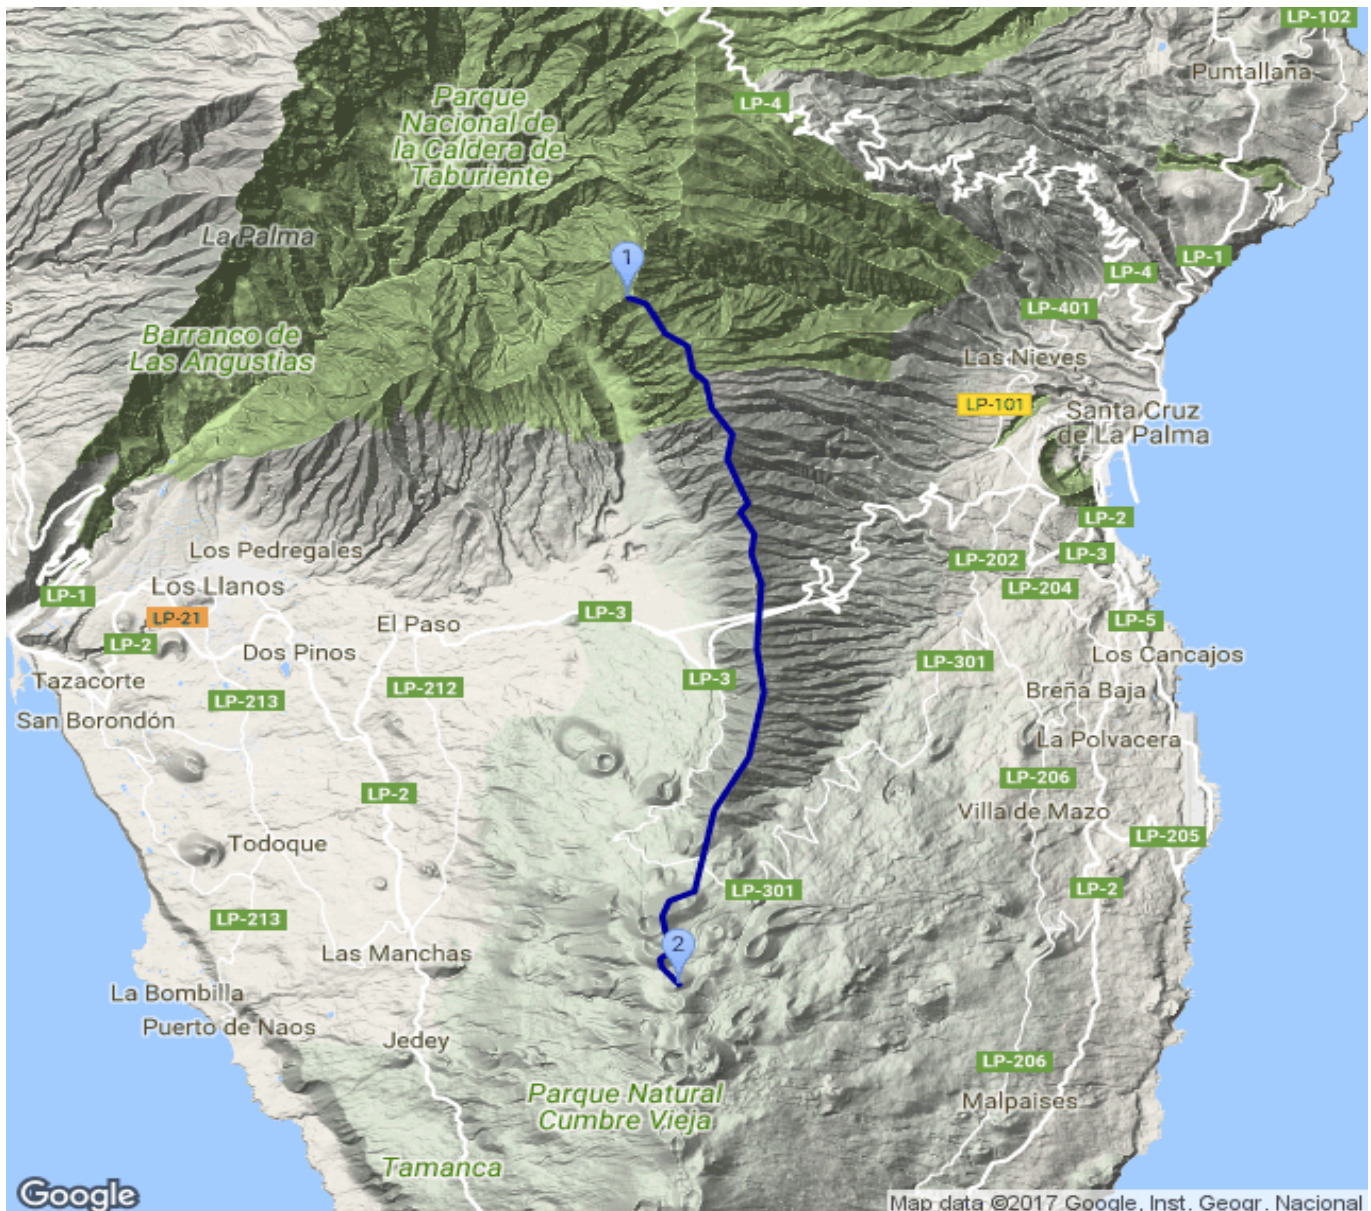 LP-102
Puntallana
Parque
Nacional de
la Caldera de
Taburiente
LP-4
La Palma
1
LP-1
LP-4
LP-401
Barranco de
Las Angustias
Las Nieves
LP-101
Santa Cruz
de La Palma
LP-2
Los Pedregales
LP-3
LP-202
Los Llanos
LP-204
LP-1
LP-21
LP-3
LP-5
El Paso
LP-2
Dos Pinos
LP-301
Los Cancajos
Tazacorte
LP-213
LP-212
LP-3
Breña Baja
San Borondón
La Polvacera
LP-206
LP-2
Villa de Mazo
LP-205
Todoque
LP-301
LP-2
LP-213
2
Las Manchas
La Bombilla
Puerto de Naos
Jedey
LP-206
Parque Natural
Cumbre Vieja
Malpaises
Tamanca
Google
Map data ©2017 Google, Inst. Geogr. Nacional